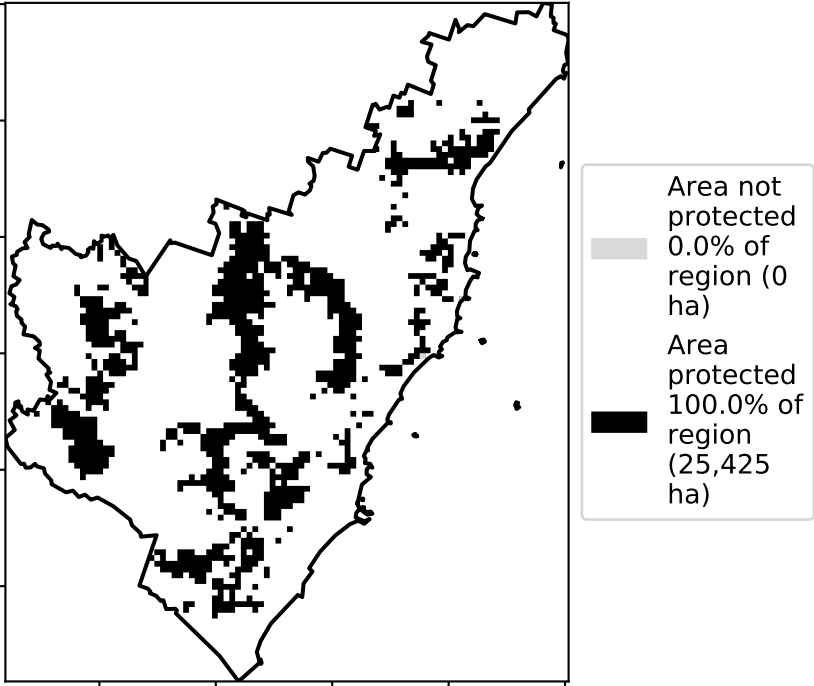 Area not
protected
0.0% of
region (0
ha)
Area
protected
100.0% of
region
(25,425
ha)